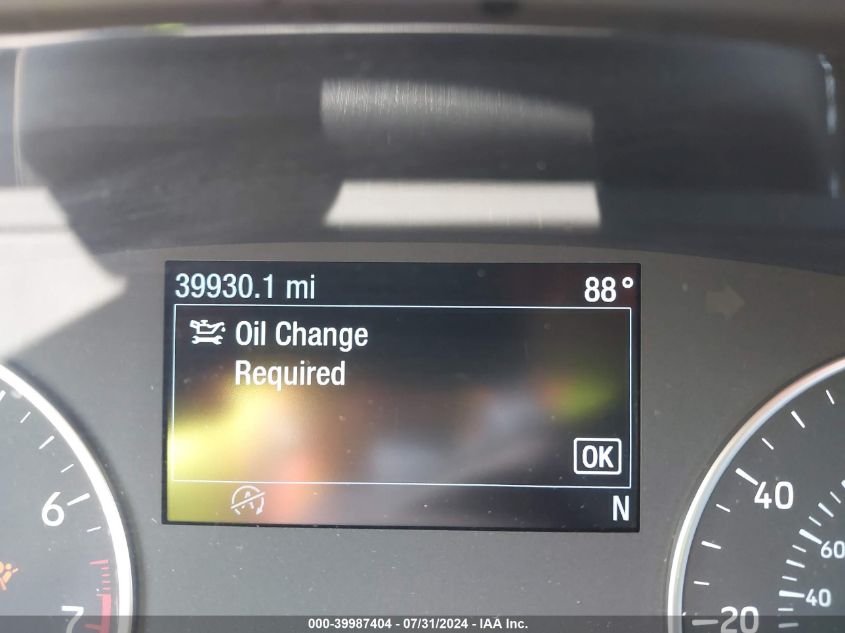 39930.1 mi 88°
Oil Change
Required
OK
N
6
7
40
20
60
40
000-39987404 - 07/31/2024 - IAA Inc.